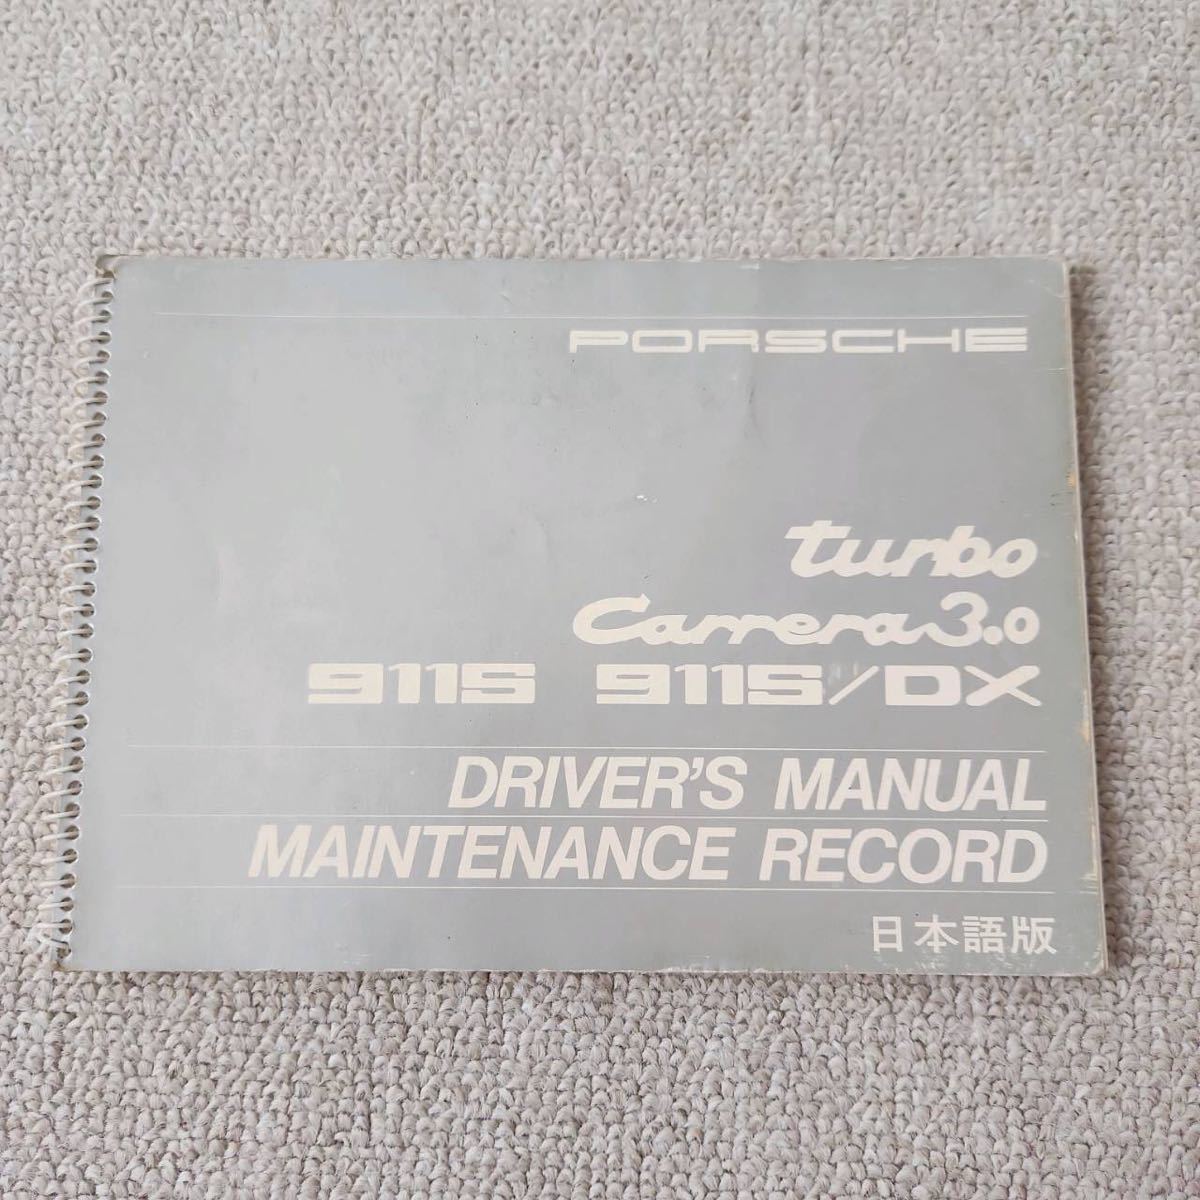 PORSCHE
turbo
Carrera 3.0
911S 911S/DX
DRIVER'S MANUAL
MAINTENANCE RECORD
日本語版